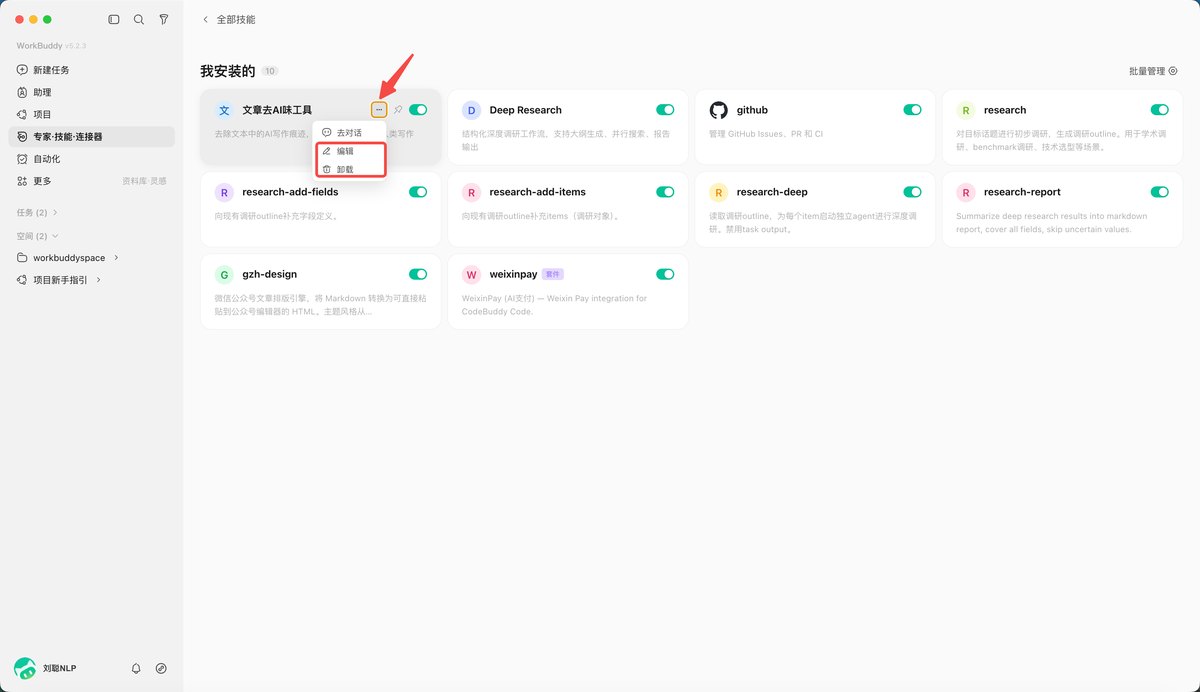 WorkBuddy v5.2.3
新建任务
助理
项目
专家·技能·连接器
自动化
更多 资料库·灵感
任务 (2)
空间 (2)
workbuddyspace
项目新手指引
刘聪NLP
全部技能
我安装的 10
批量管理
文 文章去AI味工具
去除文本中的AI写作痕迹,
类写作
去对话
编辑
卸载
D Deep Research
结构化深度调研工作流。支持大纲生成、并行搜索、报告
输出
github
管理 GitHub Issues、PR 和 CI
R research
对目标话题进行初步调研，生成调研outline。用于学术调
研、benchmark调研、技术选型等场景。
R research-add-fields
向现有调研outline补充字段定义。
R research-add-items
向现有调研outline补充items（调研对象）。
R research-deep
读取调研outline，为每个item启动独立agent进行深度调
研。禁用task output。
R research-report
Summarize deep research results into markdown
report, cover all fields, skip uncertain values.
G gzh-design
微信公众号文章排版引擎，将 Markdown 转换为可直接粘
贴到公众号编辑器的 HTML。主题风格从...
W weixinpay 套件
WeixinPay (AI支付) — Weixin Pay integration for
CodeBuddy Code.